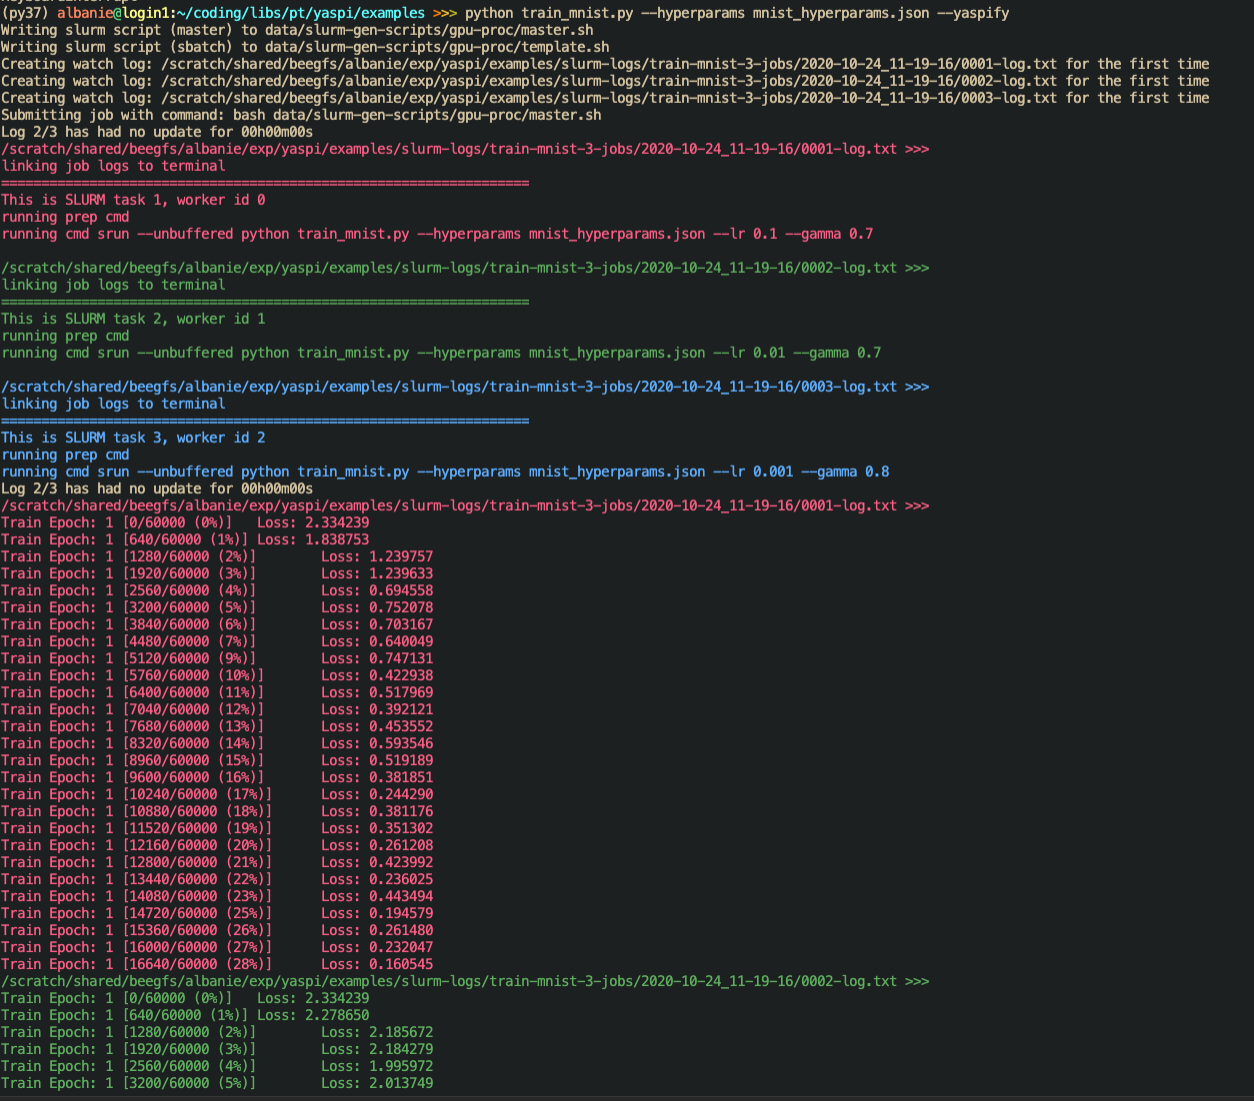 (py37) albanie@login1:~/coding/libs/pt/yaspi/examples >>> python train_mnist.py --hyperparams mnist_hyperparams.json --yaspify
Writing slurm script (master) to data/slurm-gen-scripts/gpu-proc/master.sh
Writing slurm script (sbatch) to data/slurm-gen-scripts/gpu-proc/template.sh
Creating watch log: /scratch/shared/beegfs/albanie/exp/yaspi/examples/slurm-logs/train-mnist-3-jobs/2020-10-24_11-19-16/0001-log.txt for the first time
Creating watch log: /scratch/shared/beegfs/albanie/exp/yaspi/examples/slurm-logs/train-mnist-3-jobs/2020-10-24_11-19-16/0002-log.txt for the first time
Creating watch log: /scratch/shared/beegfs/albanie/exp/yaspi/examples/slurm-logs/train-mnist-3-jobs/2020-10-24_11-19-16/0003-log.txt for the first time
Submitting job with command: bash data/slurm-gen-scripts/gpu-proc/master.sh
Log 2/3 has had no update for 00h00m00s
/scratch/shared/beegfs/albanie/exp/yaspi/examples/slurm-logs/train-mnist-3-jobs/2020-10-24_11-19-16/0001-log.txt >>>
linking job logs to terminal
==================================================================
This is SLURM task 1, worker id 0
running prep cmd
running cmd srun --unbuffered python train_mnist.py --hyperparams mnist_hyperparams.json --lr 0.1 --gamma 0.7
/scratch/shared/beegfs/albanie/exp/yaspi/examples/slurm-logs/train-mnist-3-jobs/2020-10-24_11-19-16/0002-log.txt >>>
linking job logs to terminal
==================================================================
This is SLURM task 2, worker id 1
running prep cmd
running cmd srun --unbuffered python train_mnist.py --hyperparams mnist_hyperparams.json --lr 0.01 --gamma 0.7
/scratch/shared/beegfs/albanie/exp/yaspi/examples/slurm-logs/train-mnist-3-jobs/2020-10-24_11-19-16/0003-log.txt >>>
linking job logs to terminal
==================================================================
This is SLURM task 3, worker id 2
running prep cmd
running cmd srun --unbuffered python train_mnist.py --hyperparams mnist_hyperparams.json --lr 0.001 --gamma 0.8
Log 2/3 has had no update for 00h00m00s
/scratch/shared/beegfs/albanie/exp/yaspi/examples/slurm-logs/train-mnist-3-jobs/2020-10-24_11-19-16/0001-log.txt >>>
Train Epoch: 1 [0/60000 (0%)]   Loss: 2.334239
Train Epoch: 1 [640/60000 (1%)] Loss: 1.838753
Train Epoch: 1 [1280/60000 (2%)]        Loss: 1.239757
Train Epoch: 1 [1920/60000 (3%)]        Loss: 1.239633
Train Epoch: 1 [2560/60000 (4%)]        Loss: 0.694558
Train Epoch: 1 [3200/60000 (5%)]        Loss: 0.752078
Train Epoch: 1 [3840/60000 (6%)]        Loss: 0.703167
Train Epoch: 1 [4480/60000 (7%)]        Loss: 0.640049
Train Epoch: 1 [5120/60000 (9%)]        Loss: 0.747131
Train Epoch: 1 [5760/60000 (10%)]       Loss: 0.422938
Train Epoch: 1 [6400/60000 (11%)]       Loss: 0.517969
Train Epoch: 1 [7040/60000 (12%)]       Loss: 0.392121
Train Epoch: 1 [7680/60000 (13%)]       Loss: 0.453552
Train Epoch: 1 [8320/60000 (14%)]       Loss: 0.593546
Train Epoch: 1 [8960/60000 (15%)]       Loss: 0.519189
Train Epoch: 1 [9600/60000 (16%)]       Loss: 0.381851
Train Epoch: 1 [10240/60000 (17%)]      Loss: 0.244290
Train Epoch: 1 [10880/60000 (18%)]      Loss: 0.381176
Train Epoch: 1 [11520/60000 (19%)]      Loss: 0.351302
Train Epoch: 1 [12160/60000 (20%)]      Loss: 0.261208
Train Epoch: 1 [12800/60000 (21%)]      Loss: 0.423992
Train Epoch: 1 [13440/60000 (22%)]      Loss: 0.236025
Train Epoch: 1 [14080/60000 (23%)]      Loss: 0.443494
Train Epoch: 1 [14720/60000 (25%)]      Loss: 0.194579
Train Epoch: 1 [15360/60000 (26%)]      Loss: 0.261480
Train Epoch: 1 [16000/60000 (27%)]      Loss: 0.232047
Train Epoch: 1 [16640/60000 (28%)]      Loss: 0.160545
/scratch/shared/beegfs/albanie/exp/yaspi/examples/slurm-logs/train-mnist-3-jobs/2020-10-24_11-19-16/0002-log.txt >>>
Train Epoch: 1 [0/60000 (0%)]   Loss: 2.334239
Train Epoch: 1 [640/60000 (1%)] Loss: 2.278650
Train Epoch: 1 [1280/60000 (2%)]        Loss: 2.185672
Train Epoch: 1 [1920/60000 (3%)]        Loss: 2.184279
Train Epoch: 1 [2560/60000 (4%)]        Loss: 1.995972
Train Epoch: 1 [3200/60000 (5%)]        Loss: 2.013749